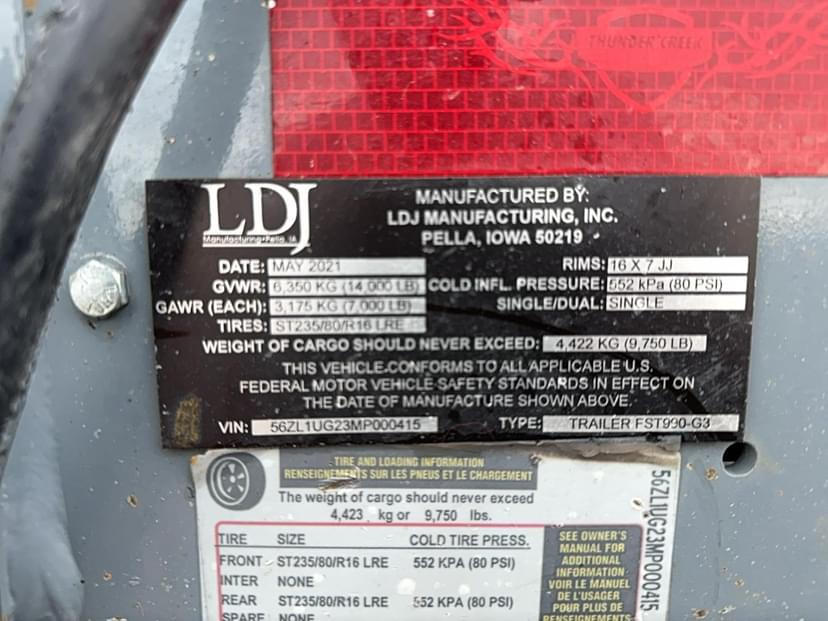 THUNDER CREEK
LDJ
Manufacturing • Pella, IA
MANUFACTURED BY:
LDJ MANUFACTURING, INC.
PELLA, IOWA 50219
DATE: MAY 2021 RIMS: 16 X 7 JJ
GVWR: 6,350 KG (14,000 LB) COLD INFL. PRESSURE: 552 kPa (80 PSI)
GAWR (EACH): 3,175 KG (7,000 LB) SINGLE/DUAL: SINGLE
TIRES: ST235/80/R16 LRE
WEIGHT OF CARGO SHOULD NEVER EXCEED: 4,422 KG (9,750 LB)
THIS VEHICLE CONFORMS TO ALL APPLICABLE U.S.
FEDERAL MOTOR VEHICLE SAFETY STANDARDS IN EFFECT ON
THE DATE OF MANUFACTURE SHOWN ABOVE.
VIN: 56ZL1UG23MP000415 TYPE: TRAILER FST990-G3
TIRE AND LOADING INFORMATION
RENSEIGNEMENTS SUR LES PNEUS ET LE CHARGEMENT
The weight of cargo should never exceed
4,423 kg or 9,750 lbs.
TIRE SIZE COLD TIRE PRESS.
FRONT ST235/80/R16 LRE 552 KPA (80 PSI)
INTER NONE
REAR ST235/80/R16 LRE 552 KPA (80 PSI)
SPARE NONE
SEE OWNER'S
MANUAL FOR
ADDITIONAL
INFORMATION
VOIR LE MANUEL
DE L'USAGER
POUR PLUS DE
RENSEIGNEMENTS
56ZL1UG23MP000415